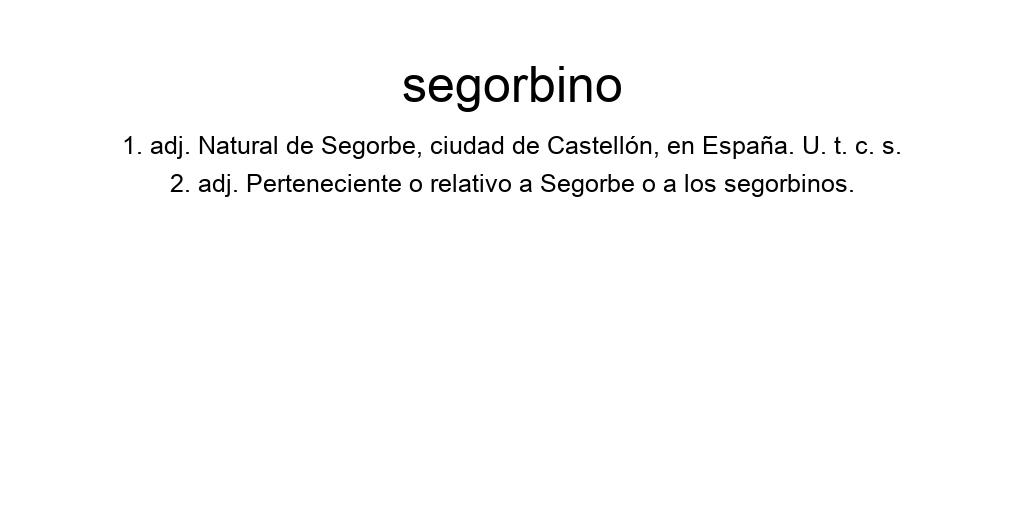 segorbino
1. adj. Natural de Segorbe, ciudad de Castellón, en España. U. t. c. s.
2. adj. Perteneciente o relativo a Segorbe o a los segorbinos.